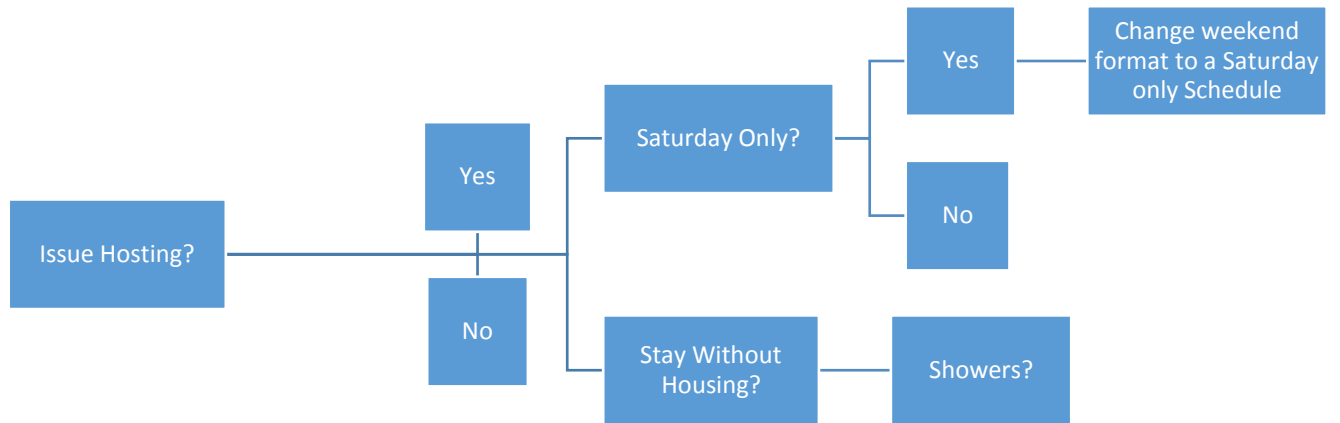 Issue Hosting?
Yes
No
Saturday Only?
Yes
Change weekend
format to a Saturday
only Schedule
No
Stay Without
Housing?
Showers?